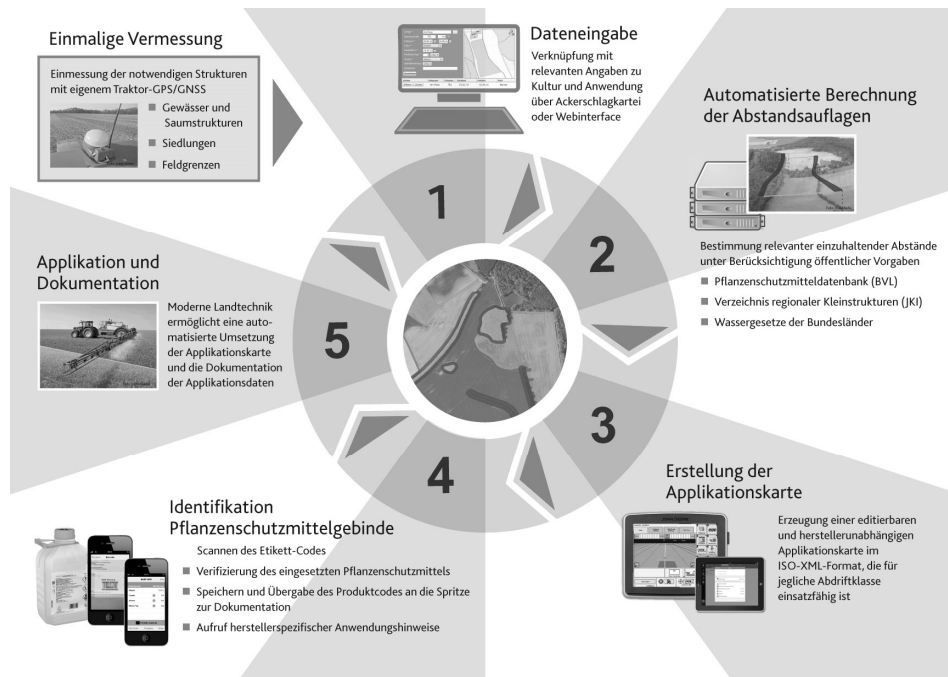 Einmalige Vermessung
Einmessung der notwendigen Strukturen
mit eigenem Traktor-GPS/GNSS
■ Gewässer und
Saumstrukturen
■ Siedlungen
■ Feldgrenzen
Dateneingabe
Verknüpfung mit
relevanten Angaben zu
Kultur und Anwendung
über Ackerschlagkartei
oder Webinterface
Automatisierte Berechnung
der Abstandsauflagen
Bestimmung relevanter einzuhaltender Abstände
unter Berücksichtigung öffentlicher Vorgaben
■ Pflanzenschutzmitteldatenbank (BVL)
■ Verzeichnis regionaler Kleinstrukturen (JKI)
■ Wassergesetze der Bundesländer
1
2
3
4
5
Applikation und
Dokumentation
Moderne Landtechnik
ermöglicht eine auto-
matisierte Umsetzung
der Applikationskarte
und die Dokumentation
der Applikationsdaten
Erstellung der
Applikationskarte
Erzeugung einer editierbaren
und herstellerunabhängigen
Applikationskarte im
ISO-XML-Format, die für
jegliche Abdriftklasse
einsatzfähig ist
Identifikation
Pflanzenschutzmittelgebinde
Scannen des Etikett-Codes
■ Verifizierung des eingesetzten Pflanzenschutzmittels
■ Speichern und Übergabe des Produktcodes an die Spritze
zur Dokumentation
■ Aufruf herstellerspezifischer Anwendungshinweise